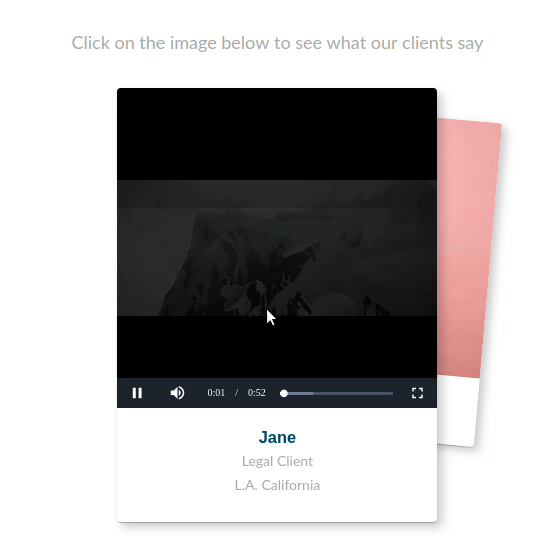 Click on the image below to see what our clients say
0:01 / 0:52
Jane
Legal Client
L.A. California